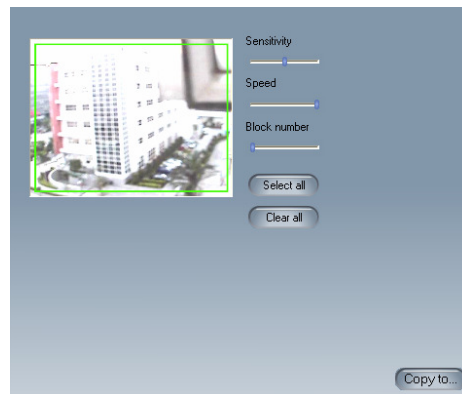 Sensitivity
Speed
Block number
Select all
Clear all
Copy to...